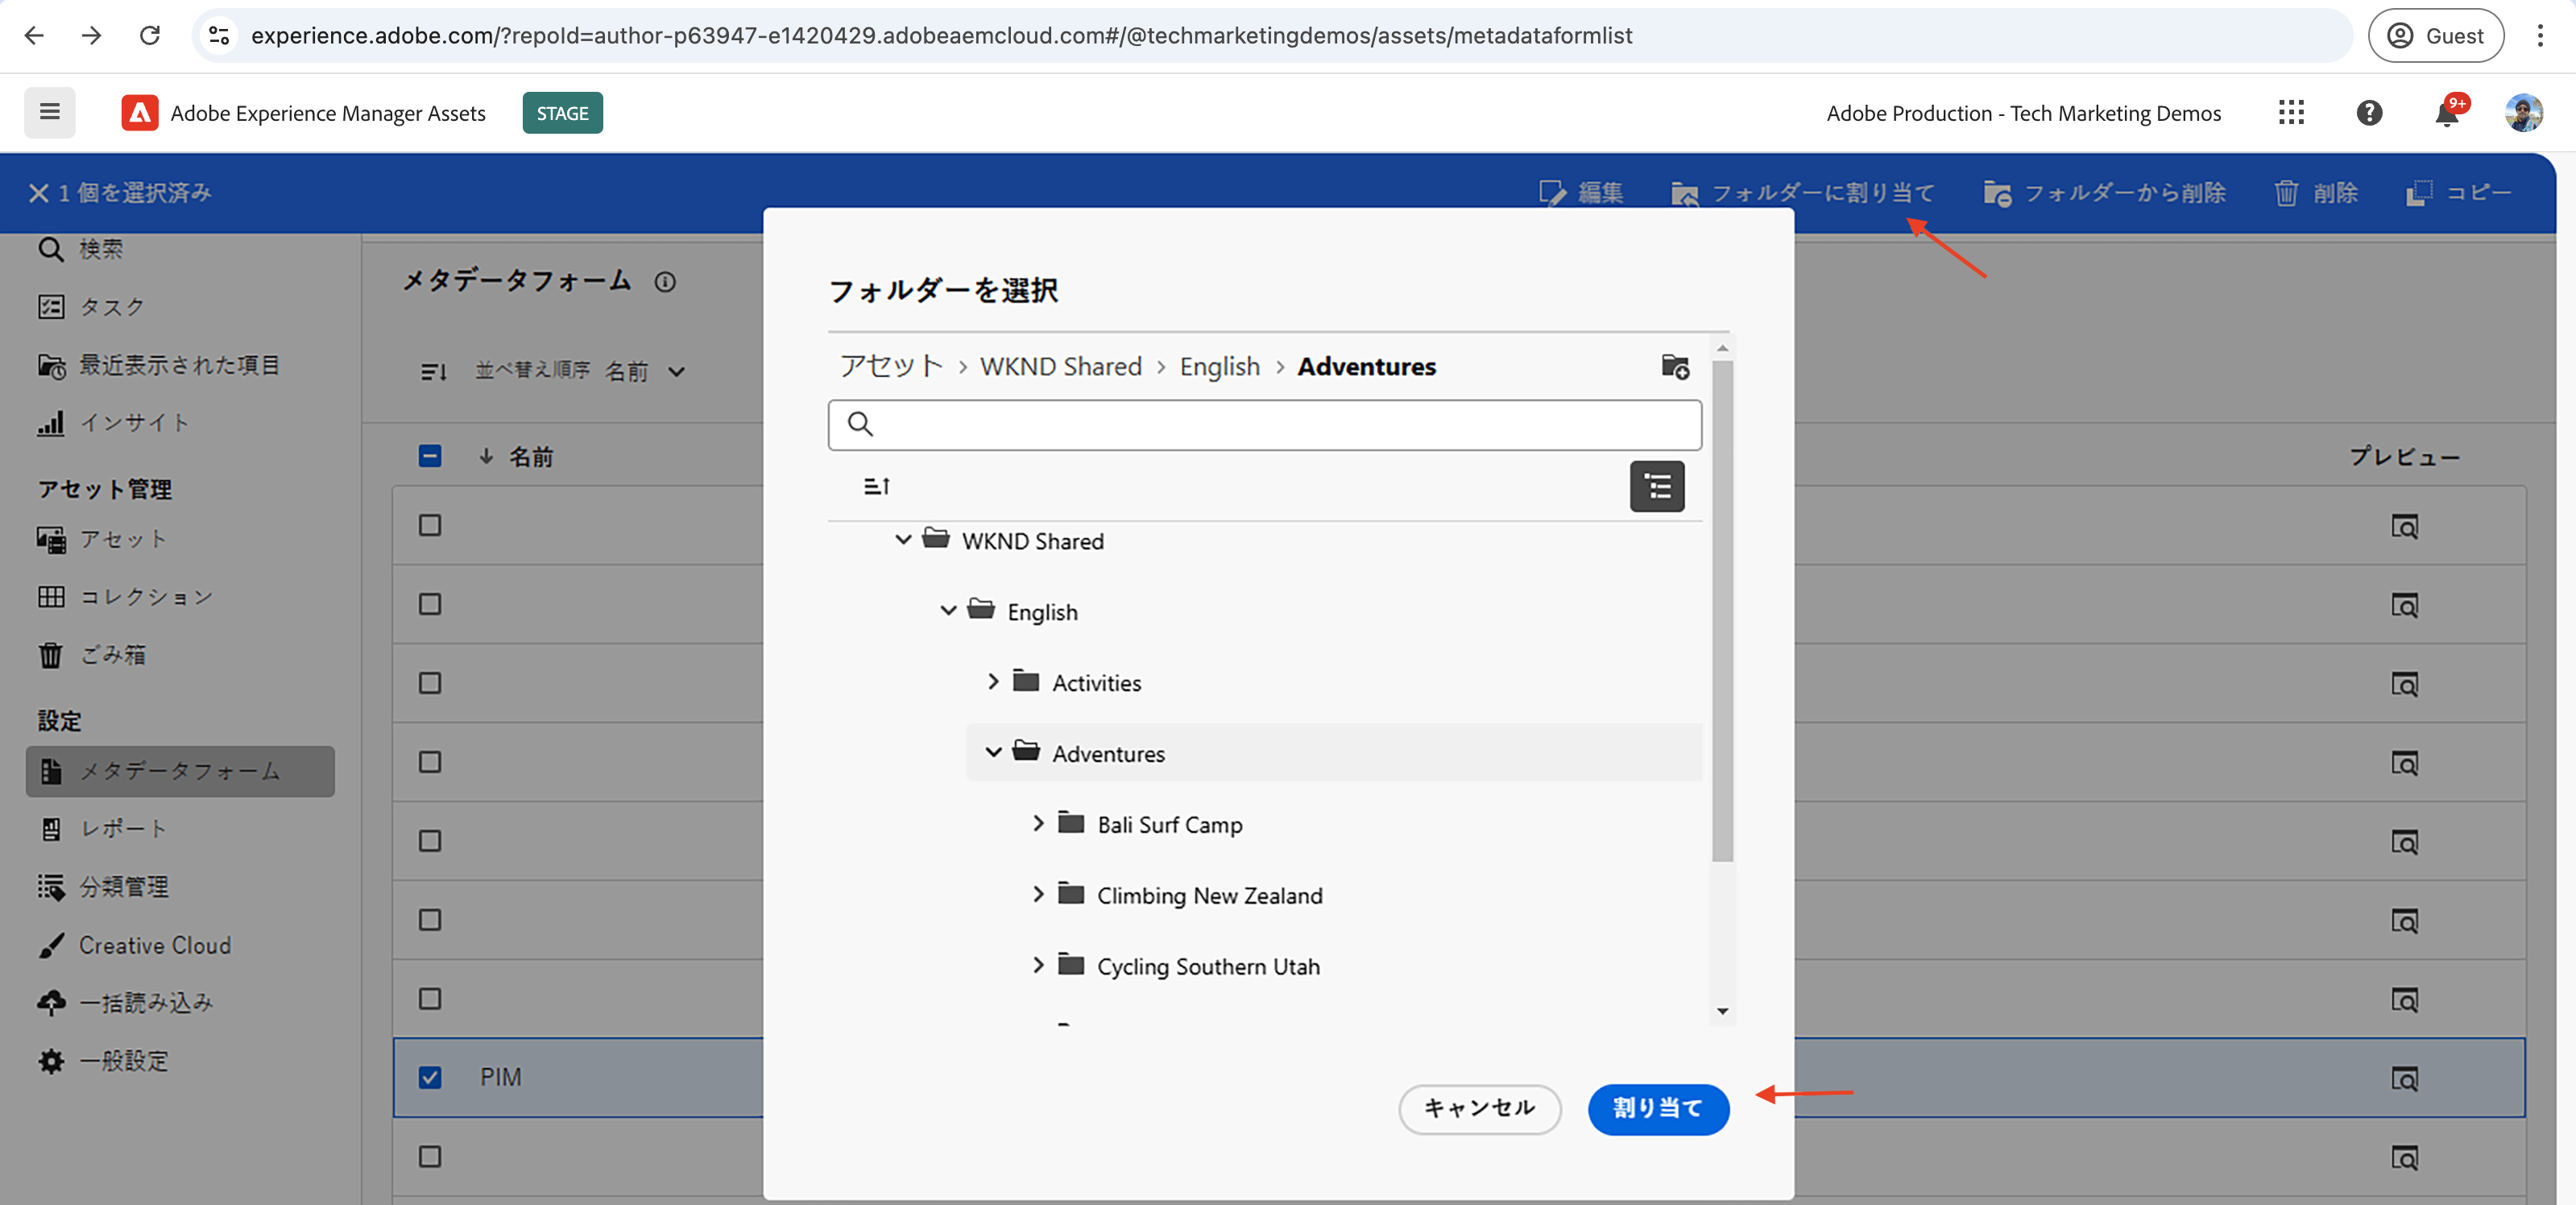 experience.adobe.com/?repoId=author-p63947-e1420429.adobeaemcloud.com#/@techmarketingdemos/assets/metadataformlist
Guest
Adobe Experience Manager Assets
STAGE
Adobe Production - Tech Marketing Demos
9+
1 個を選択済み
編集
フォルダーに割り当て
フォルダーから削除
削除
コピー
検索
タスク
最近表示された項目
インサイト
アセット管理
アセット
コレクション
ごみ箱
設定
メタデータフォーム
レポート
分類管理
Creative Cloud
一括読み込み
一般設定
メタデータフォーム
並べ替え順序 名前
名前
プレビュー
PIM
フォルダーを選択
アセット > WKND Shared > English > Adventures
WKND Shared
English
Activities
Adventures
Bali Surf Camp
Climbing New Zealand
Cycling Southern Utah
キャンセル
割り当て